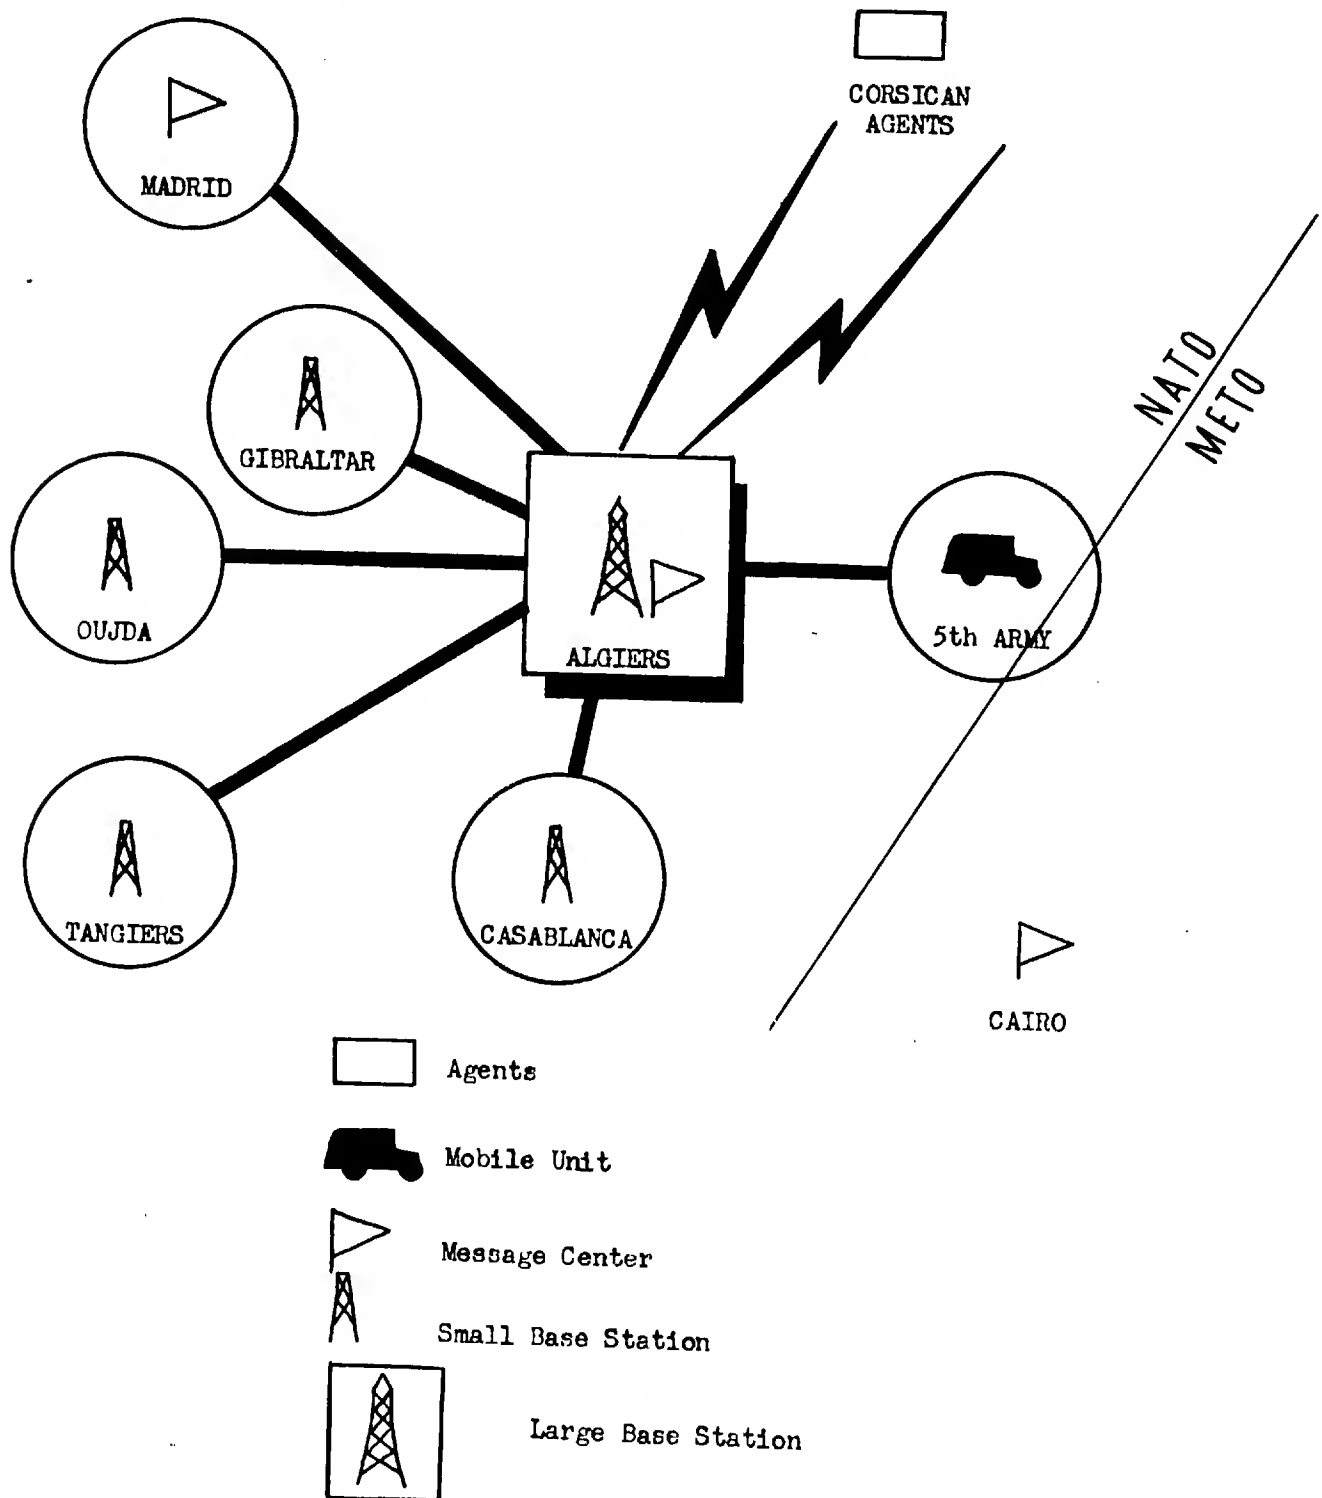 CORSICAN
AGENTS
MADRID
NATO
METO
GIBRALTAR
OUJDA
ALGIERS
5th ARMY
TANGIERS
CASABLANCA
CAIRO
Agents
Mobile Unit
Message Center
Small Base Station
Large Base Station